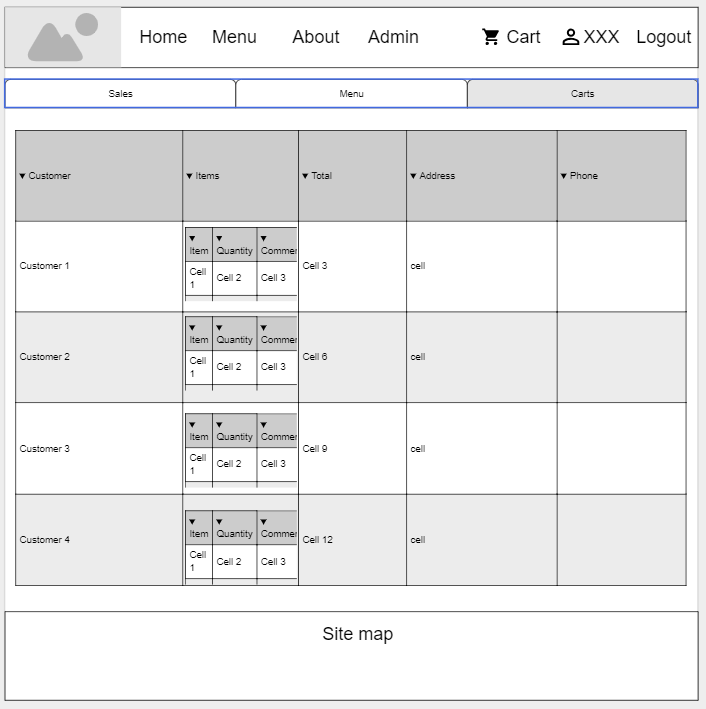 Home Menu About Admin Cart XXX Logout
Sales Menu Carts
▼ Customer ▼ Items ▼ Total ▼ Address ▼ Phone
▼ ▼ ▼
Item Quantity Commer
Customer 1 Cell 1 Cell 2 Cell 3 Cell 3 cell
▼ ▼ ▼
Item Quantity Commer
Customer 2 Cell 1 Cell 2 Cell 3 Cell 6 cell
▼ ▼ ▼
Item Quantity Commer
Customer 3 Cell 1 Cell 2 Cell 3 Cell 9 cell
▼ ▼ ▼
Item Quantity Commer
Customer 4 Cell 1 Cell 2 Cell 3 Cell 12 cell
Site map